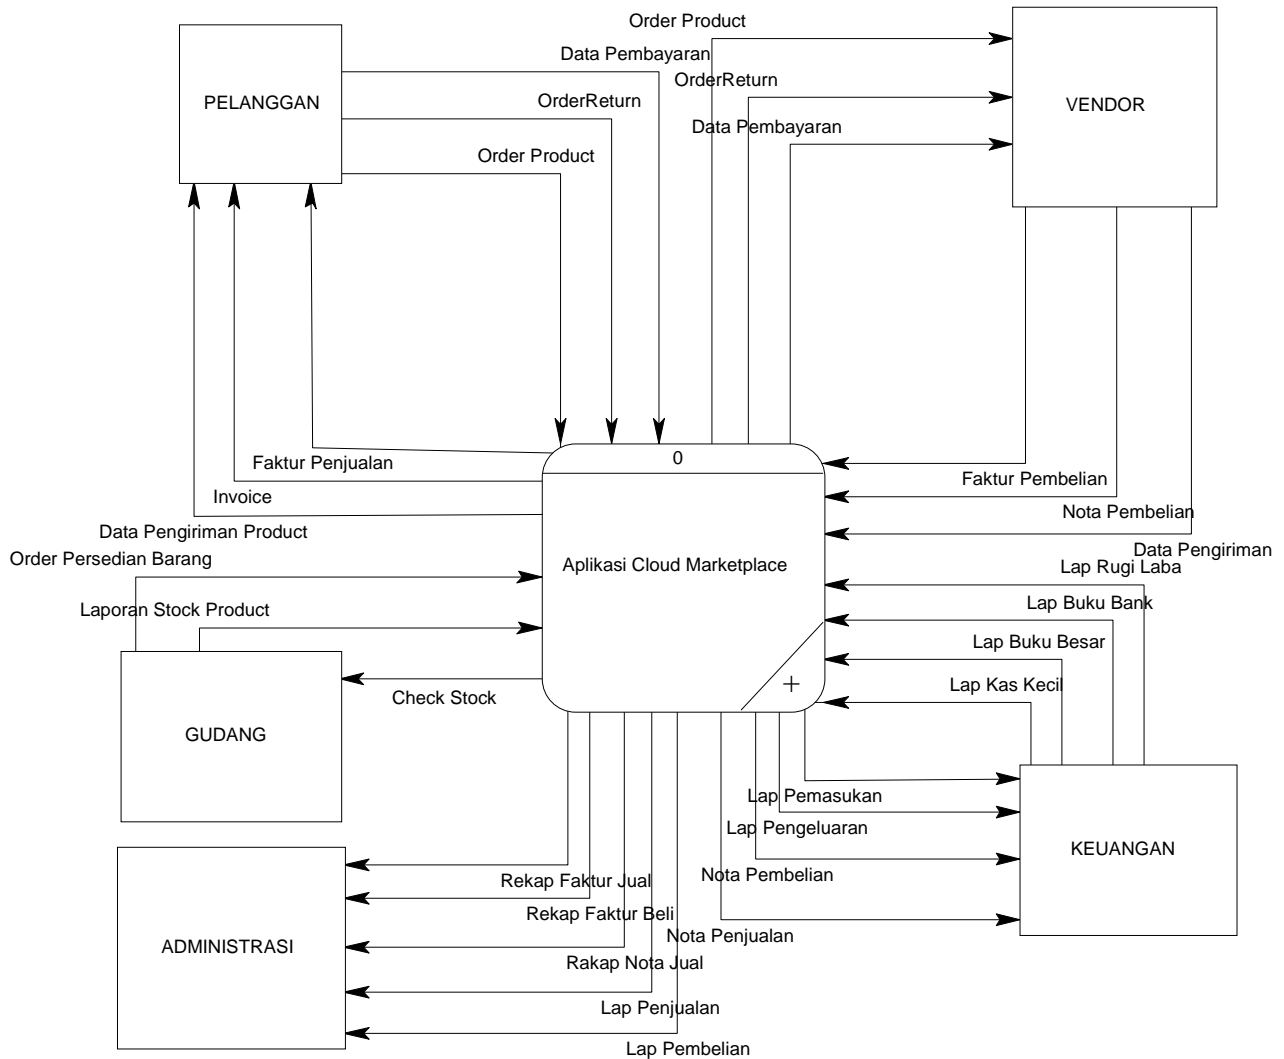 Order Product
Data Pembayaran
PELANGGAN
OrderReturn
Order Product
OrderReturn
Data Pembayaran
VENDOR
0
Faktur Penjualan
Invoice
Data Pengiriman Product
Faktur Pembelian
Nota Pembelian
Data Pengiriman
Order Persedian Barang
Laporan Stock Product
Aplikasi Cloud Marketplace
Lap Rugi Laba
Lap Buku Bank
Lap Buku Besar
Lap Kas Kecil
Check Stock
GUDANG
Lap Pemasukan
Lap Pengeluaran
Nota Pembelian
Nota Penjualan
KEUANGAN
Rekap Faktur Jual
Rekap Faktur Beli
Rakap Nota Jual
Lap Penjualan
Lap Pembelian
ADMINISTRASI